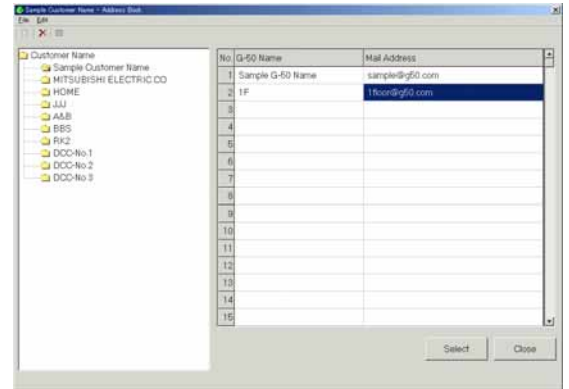 Sample Customer Name - Address Book
File Edit
Customer Name
Sample Customer Name
MITSUBISHI ELECTRIC CO
HOME
JJJ
A&B
BBS
RK2
DCC-No.1
DCC-No.2
DCC-No.3
No. G-50 Name Mail Address
1 Sample G-50 Name sample@g50.com
2 1F 1floor@g50.com
3
4
5
6
7
8
9
10
11
12
13
14
15
Select Close